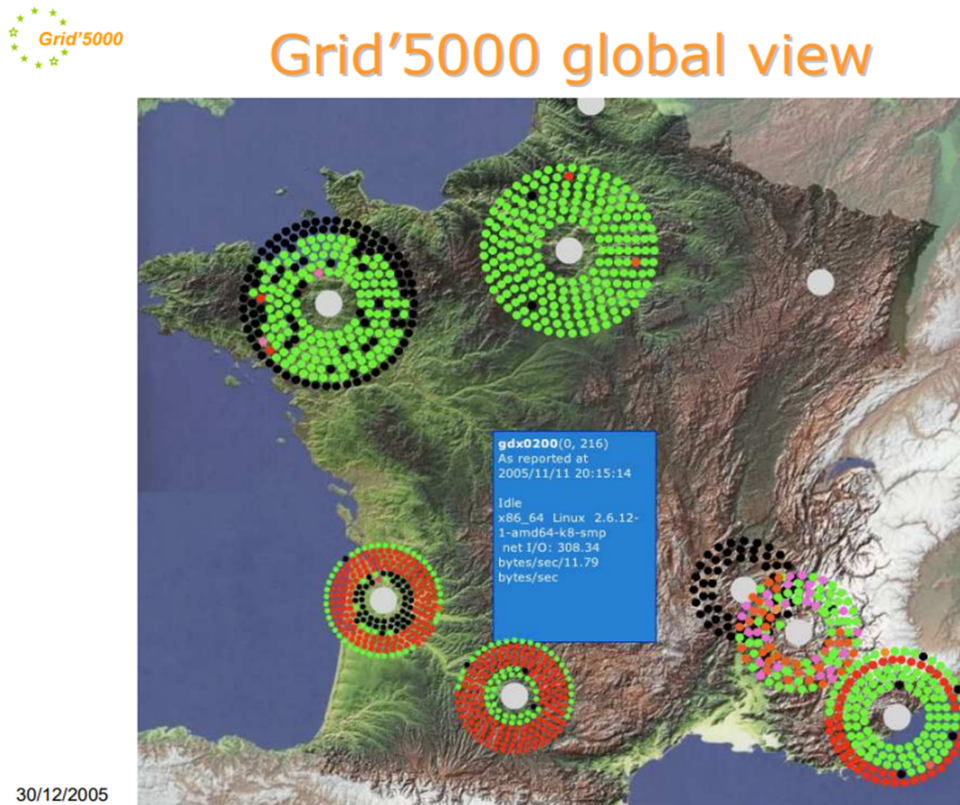 Grid'5000
Grid'5000 global view
gdx0200(0, 216)
As reported at
2005/11/11 20:15:14
Idle
x86_64 Linux 2.6.12-
1-amd64-k8-smp
net I/O: 308.34
bytes/sec/11.79
bytes/sec
30/12/2005